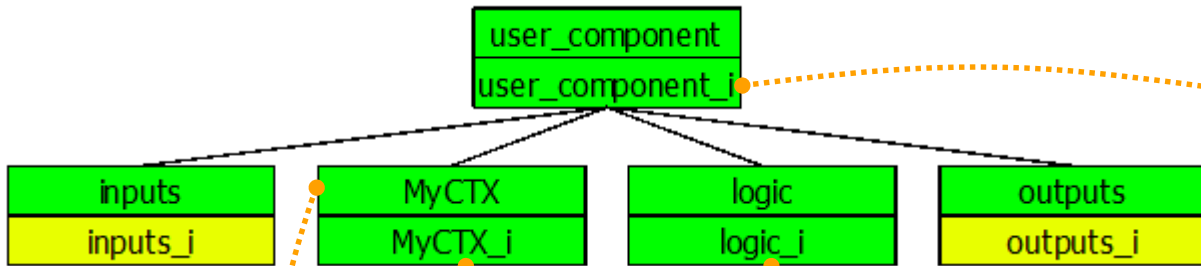 user_component
user_component_i
inputs
MyCTX
logic
outputs
inputs_i
MyCTX_i
logic_i
outputs_i